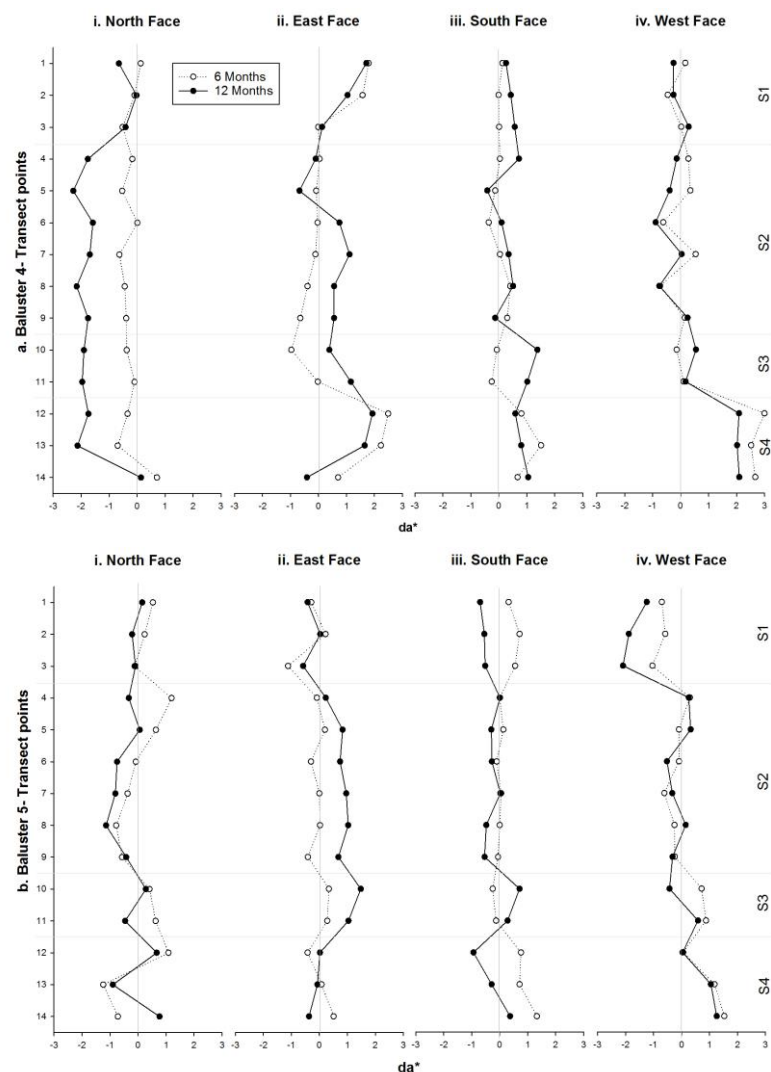 i. North Face ii. East Face iii. South Face iv. West Face
6 Months
12 Months
a. Baluster 4- Transect points
1
2
3
4
5
6
7
8
9
10
11
12
13
14
S1
S2
S3
S4
-3 -2 -1 0 1 2 3 -3 -2 -1 0 1 2 3 -3 -2 -1 0 1 2 3 -3 -2 -1 0 1 2 3
da*
i. North Face ii. East Face iii. South Face iv. West Face
b. Baluster 5- Transect points
1
2
3
4
5
6
7
8
9
10
11
12
13
14
S1
S2
S3
S4
-3 -2 -1 0 1 2 3 -3 -2 -1 0 1 2 3 -3 -2 -1 0 1 2 3 -3 -2 -1 0 1 2 3
da*